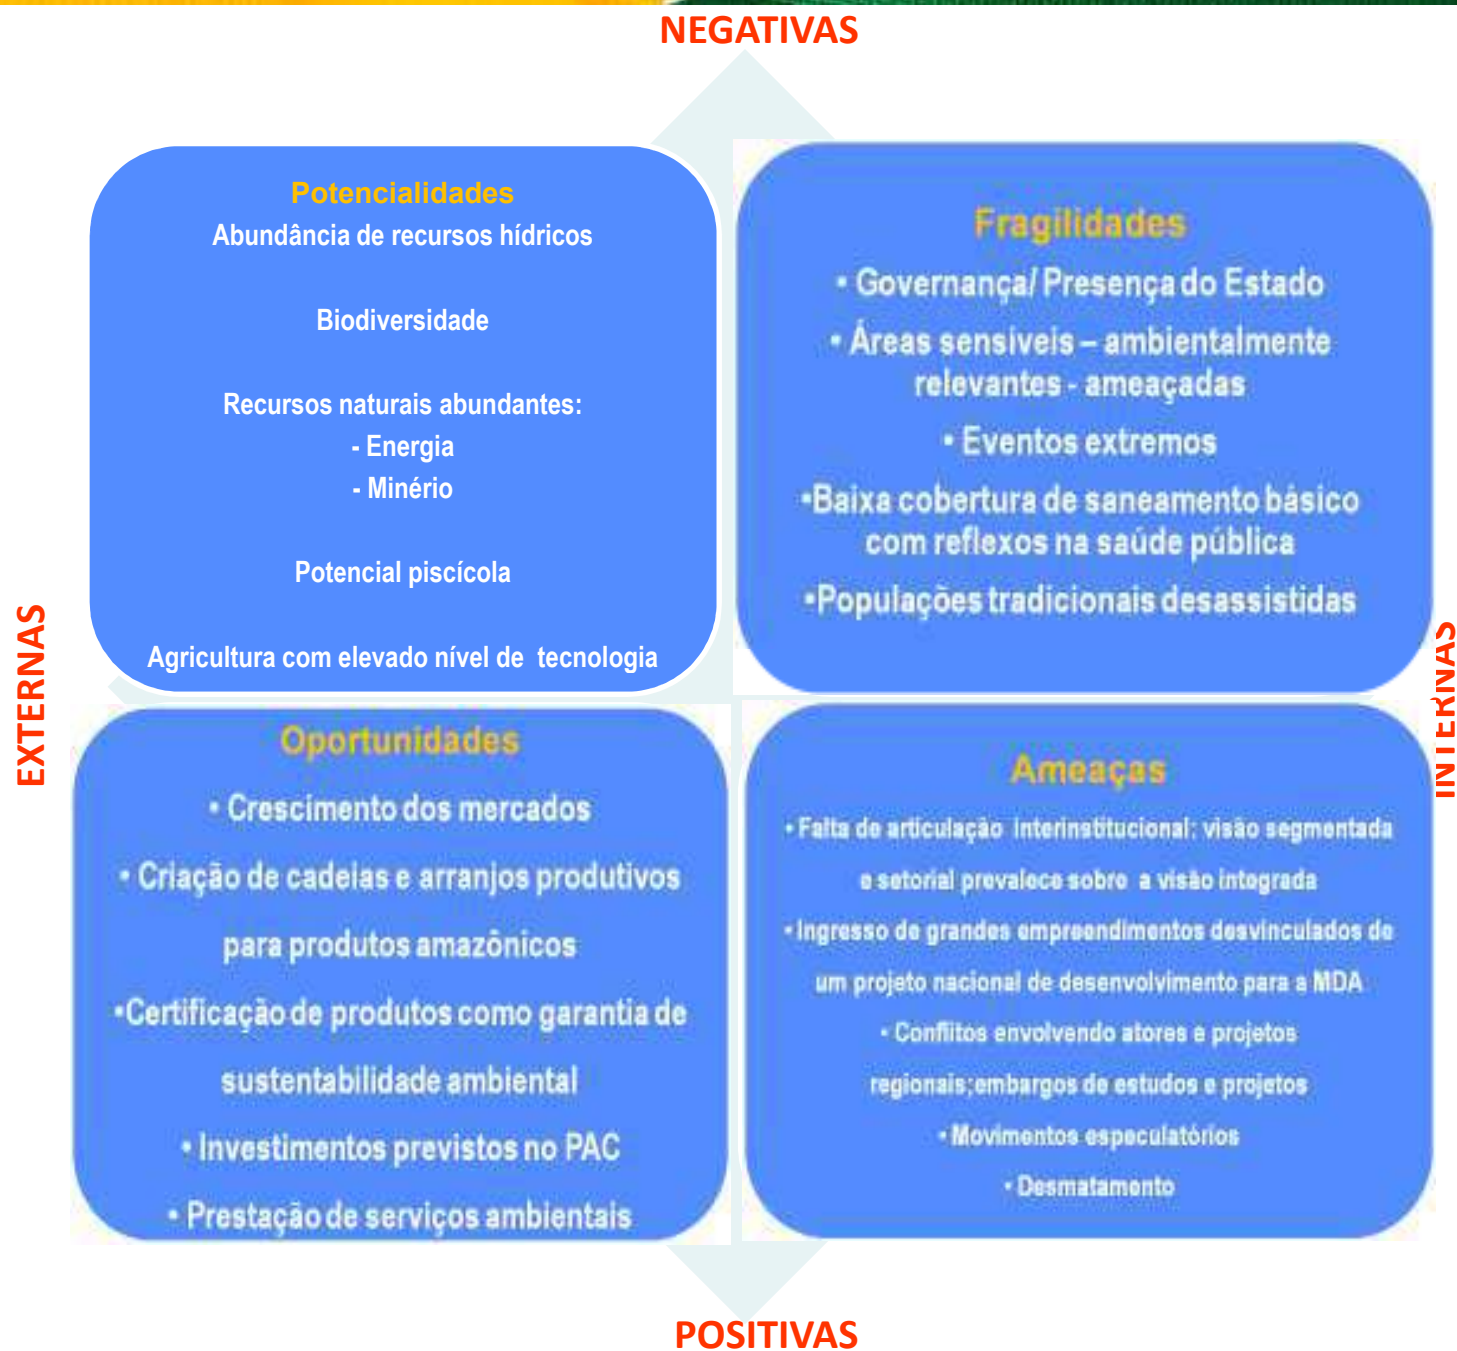 NEGATIVAS
Potencialidades
Abundância de recursos hídricos
Biodiversidade
Recursos naturais abundantes:
- Energia
- Minério
Potencial piscícola
Agricultura com elevado nível de tecnologia
Fragilidades
• Governança/ Presença do Estado
• Áreas sensíveis – ambientalmente
relevantes - ameaçadas
• Eventos extremos
•Baixa cobertura de saneamento básico
com reflexos na saúde pública
•Populações tradicionais desassistidas
EXTERNAS
INTERNAS
Oportunidades
• Crescimento dos mercados
• Criação de cadeias e arranjos produtivos
para produtos amazônicos
•Certificação de produtos como garantia de
sustentabilidade ambiental
• Investimentos previstos no PAC
• Prestação de serviços ambientais
Ameaças
• Falta de articulação interinstitucional: visão segmentada
e setorial prevalece sobre a visão integrada
• Ingresso de grandes empreendimentos desvinculados de
um projeto nacional de desenvolvimento para a MDA
• Conflitos envolvendo atores e projetos
regionais;embargos de estudos e projetos
• Movimentos especulatórios
• Desmatamento
POSITIVAS